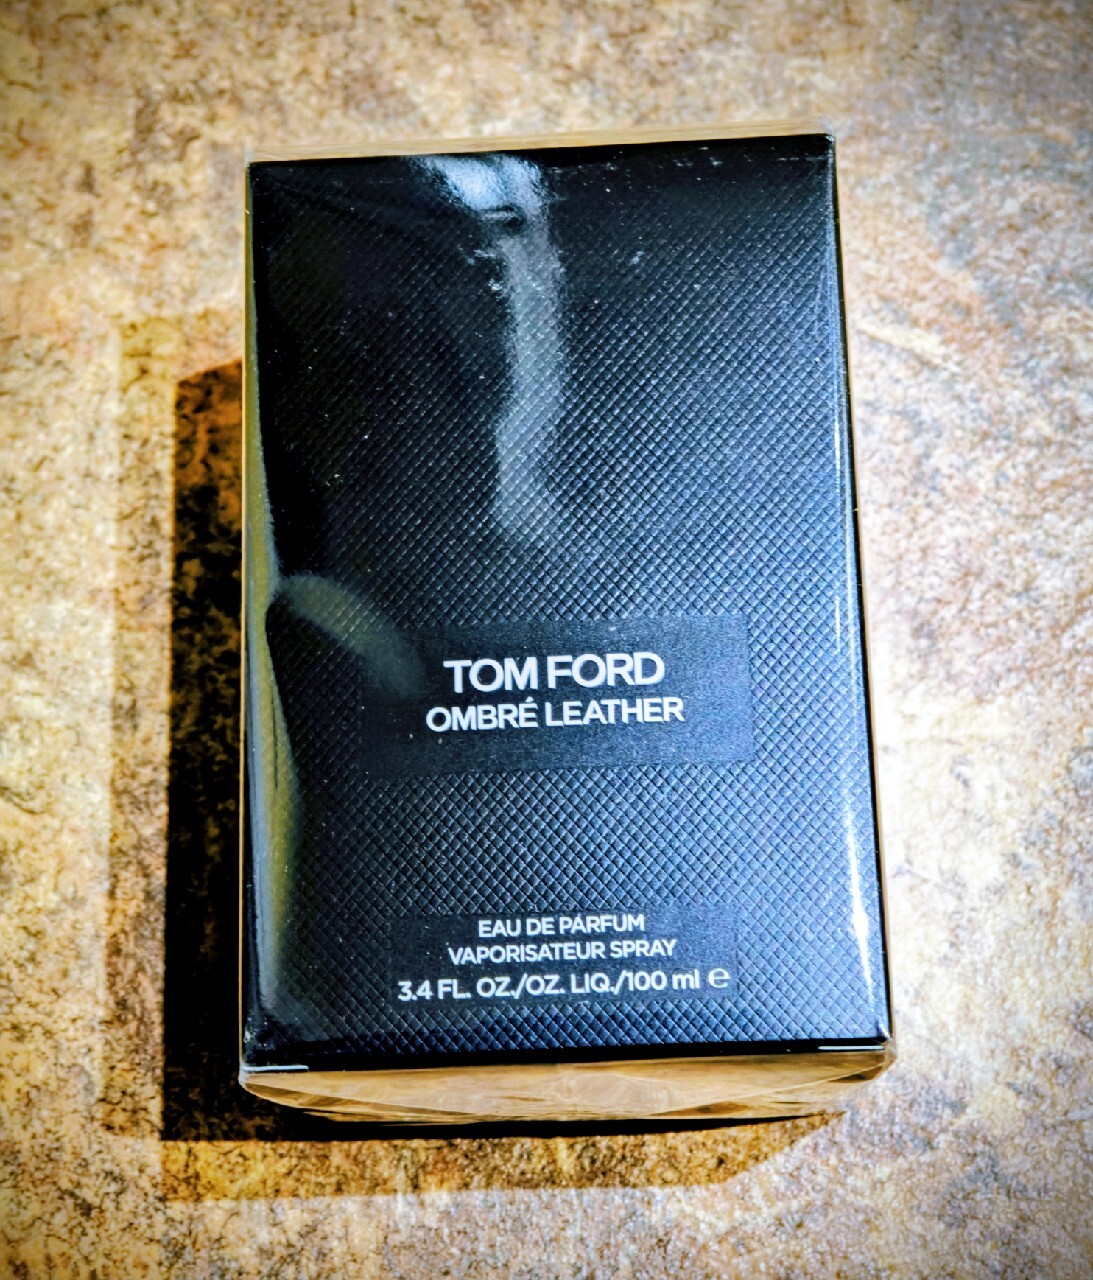 TOM FORD
OMBRÉ LEATHER
EAU DE PARFUM
VAPORISATEUR SPRAY
3.4 FL. OZ./OZ. LIQ./100 ml ℮